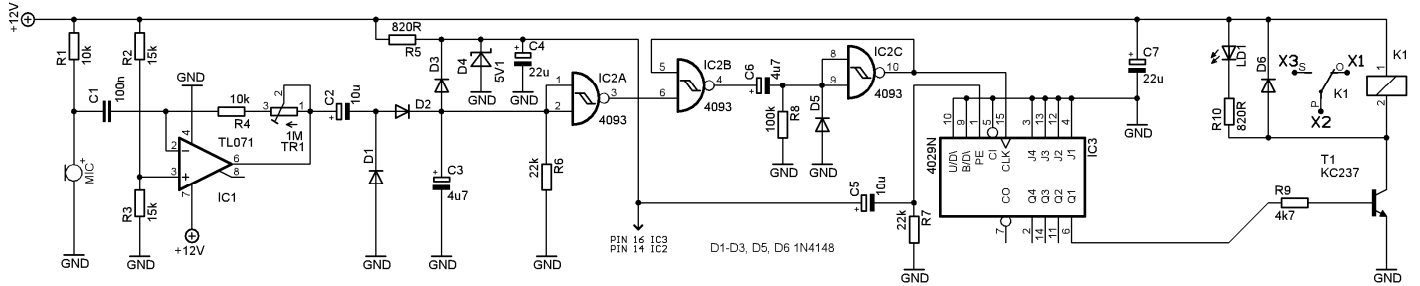 +12V
R1
10k
C1
100n
MIC
+
GND
R2
15k
R3
15k
GND
GND
4
2
3
7
6
8
TL071
IC1
+12V
10k
R4
3
2
1
1M
TR1
C2
10u
+
D1
GND
D2
820R
R5
D3
D4
5V1
GND
C4
22u
+
GND
C3
4u7
+
GND
22k
R6
GND
1
2
3
IC2A
4093
5
6
4
IC2B
4093
C6
4u7
+
100k
R8
GND
D5
GND
8
9
10
IC2C
4093
PIN 16 IC3
PIN 14 IC2
D1-D3, D5, D6 1N4148
C5
10u
+
22k
R7
GND
4029N
IC3
10
9
1
5
15
3
13
12
4
U/D\
B/D\
PE
CI
CLK
J4
J3
J2
J1
CO
Q4
Q3
Q2
Q1
7
2
14
11
6
C7
22u
+
GND
LD1
R10
820R
D6
X3
S
O
X1
K1
P
X2
K1
1
2
R9
4k7
T1
KC237
GND